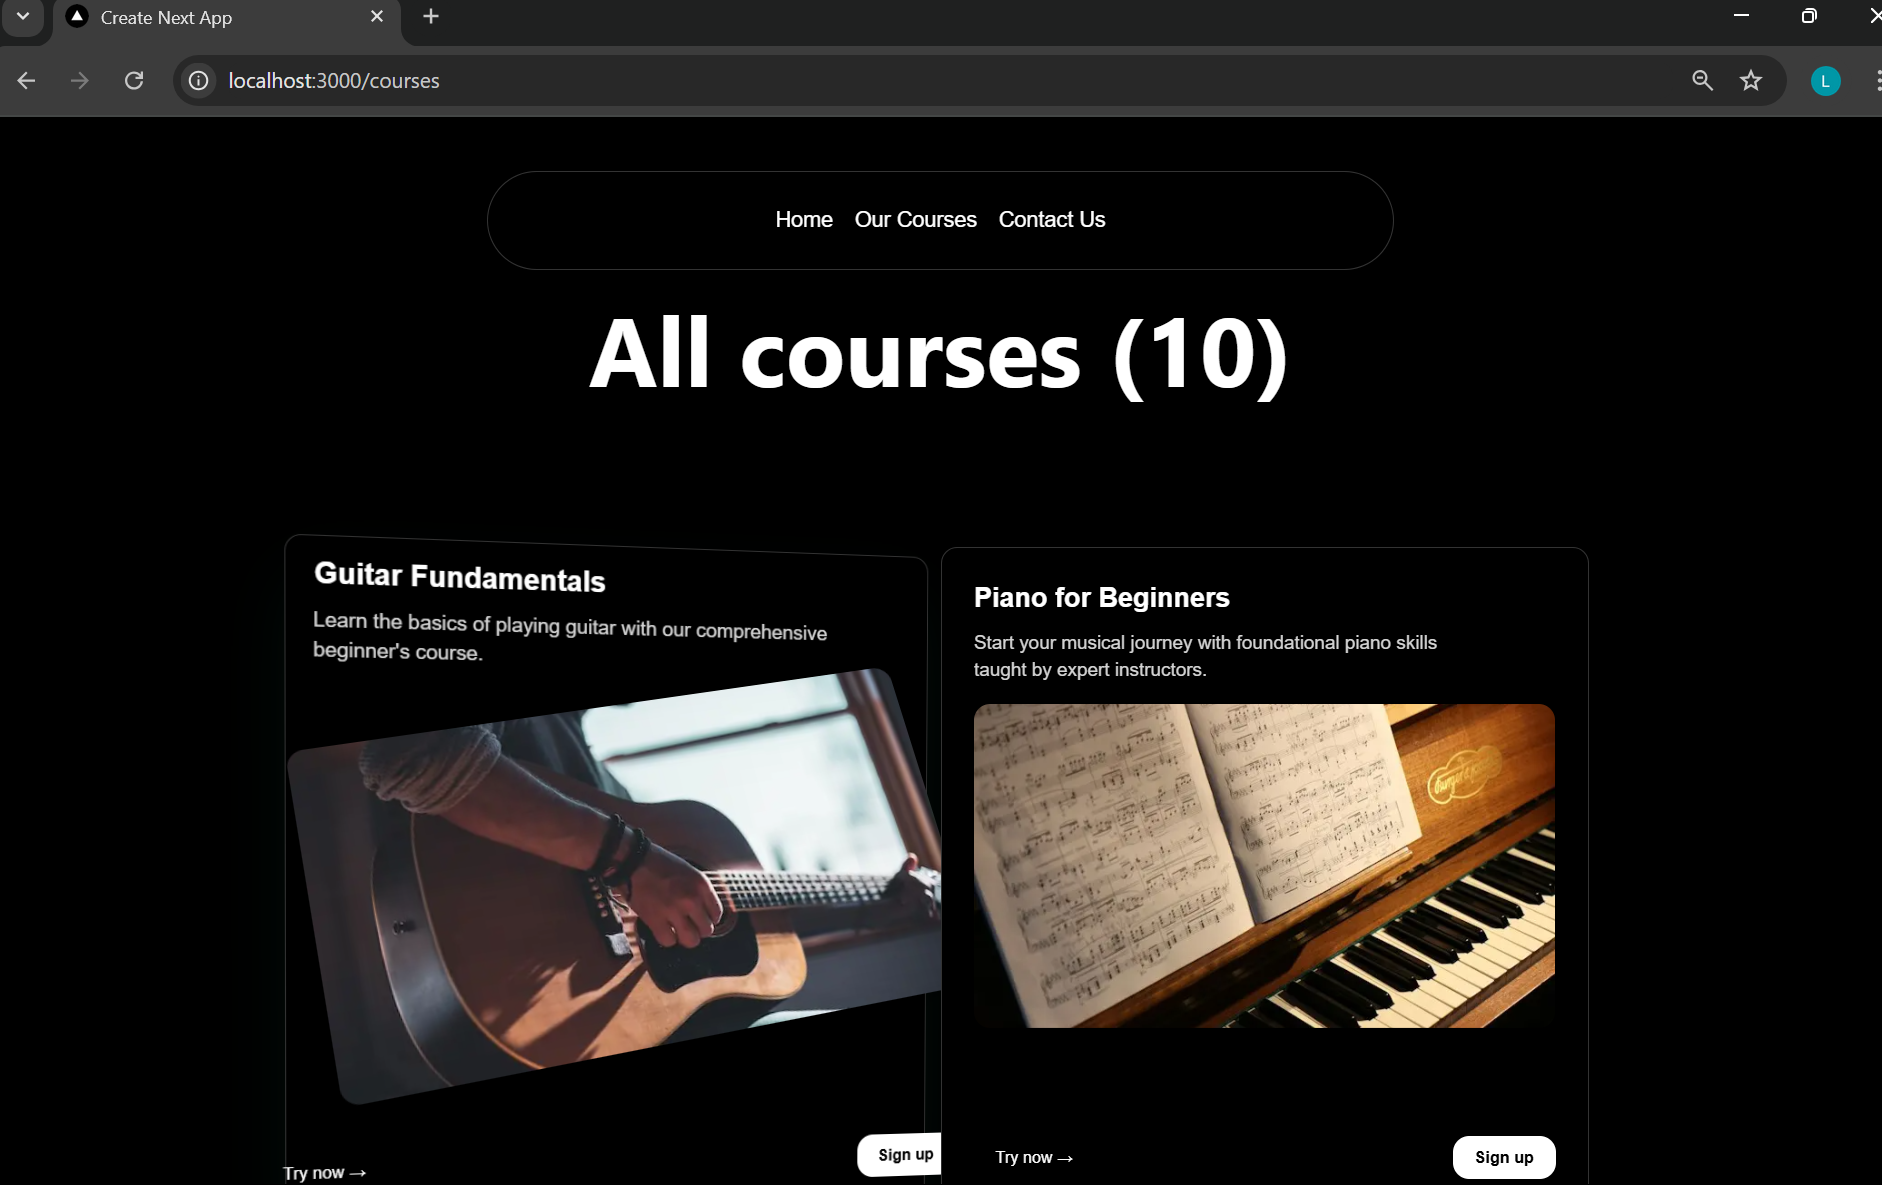 Create Next App
localhost:3000/courses
L
Home Our Courses Contact Us
All courses (10)
Guitar Fundamentals
Learn the basics of playing guitar with our comprehensive
beginner's course.
Try now →
Sign up
Piano for Beginners
Start your musical journey with foundational piano skills
taught by expert instructors.
Try now →
Sign up